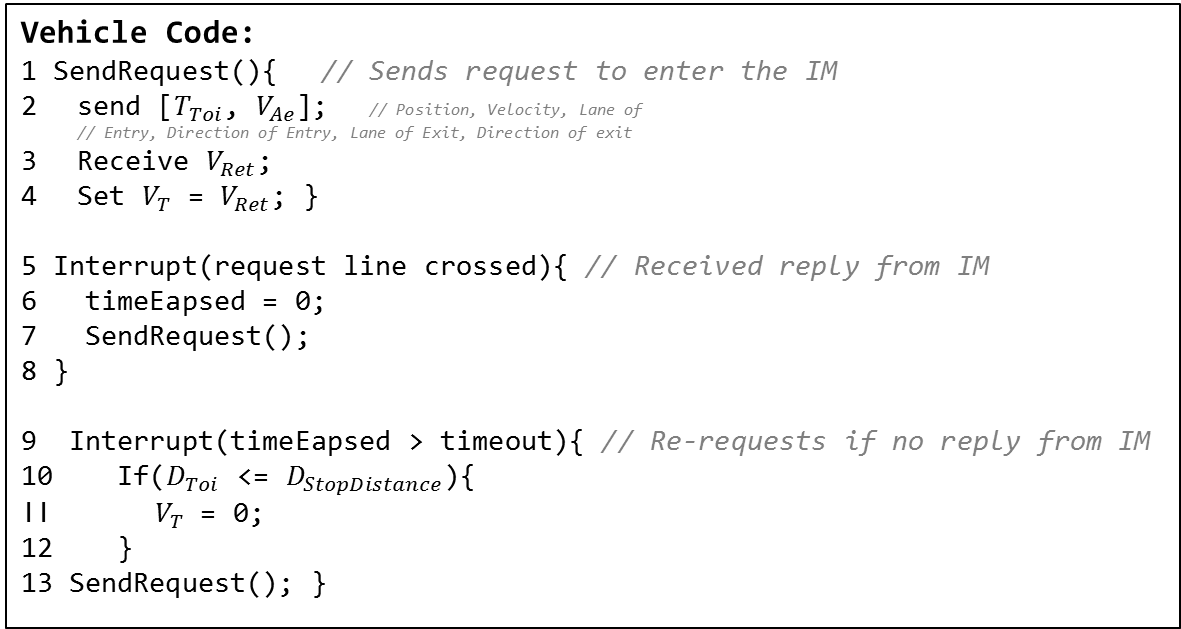 Vehicle Code:
1 SendRequest(){ // Sends request to enter the IM
2 send [T_Toi, V_Ae]; // Position, Velocity, Lane of
// Entry, Direction of Entry, Lane of Exit, Direction of exit
3 Receive V_Ret;
4 Set V_T = V_Ret; }
5 Interrupt(request line crossed){ // Received reply from IM
6 timeEapsed = 0;
7 SendRequest();
8 }
9 Interrupt(timeEapsed > timeout){ // Re-requests if no reply from IM
10 If(D_Toi <= D_StopDistance){
11 V_T = 0;
12 }
13 SendRequest(); }